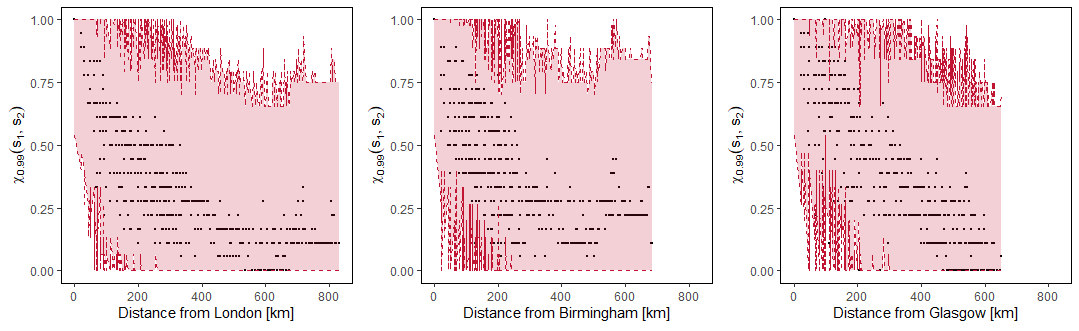 χ0.99(s1, s2)
1.00
0.75
0.50
0.25
0.00
0 200 400 600 800
Distance from London [km]
χ0.99(s1, s2)
1.00
0.75
0.50
0.25
0.00
0 200 400 600 800
Distance from Birmingham [km]
χ0.99(s1, s2)
1.00
0.75
0.50
0.25
0.00
0 200 400 600 800
Distance from Glasgow [km]